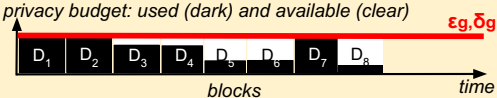 privacy budget: used (dark) and available (clear)
εg,δg
D1 D2 D3 D4 D5 D6 D7 D8
blocks
time